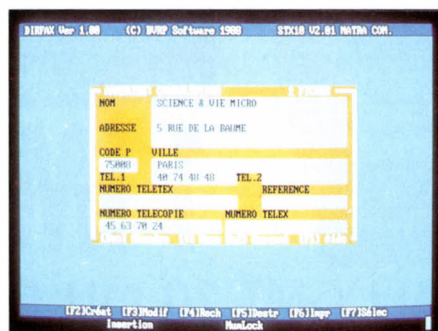 DIRFAX Ver 1.00 (C) BVRP Software 1988 STX10 V2.01 MATRA COM.
NOM SCIENCE & VIE MICRO
ADRESSE 5 RUE DE LA BAUME
CODE P VILLE
75008 PARIS
TEL.1 40 74 48 48 TEL.2
NUMERO TELETEX REFERENCE
NUMERO TELECOPIE NUMERO TELEX
45 63 70 24
[F2]Créat [F3]Modif [F4]Rech [F5]Destr [F6]Impr [F7]Sélec
Insertion NumLock